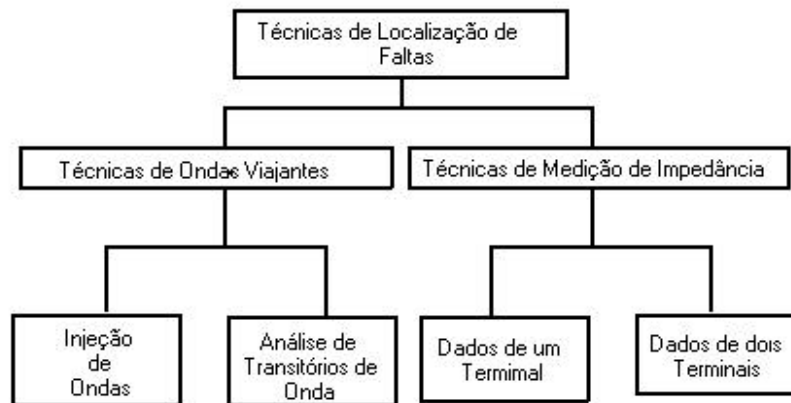 Técnicas de Localização de
Faltas
Técnicas de Ondas Viajantes
Técnicas de Medição de Impedância
Injeção
de
Ondas
Análise de
Transitórios de
Onda
Dados de um
Termimal
Dados de dois
Terminais